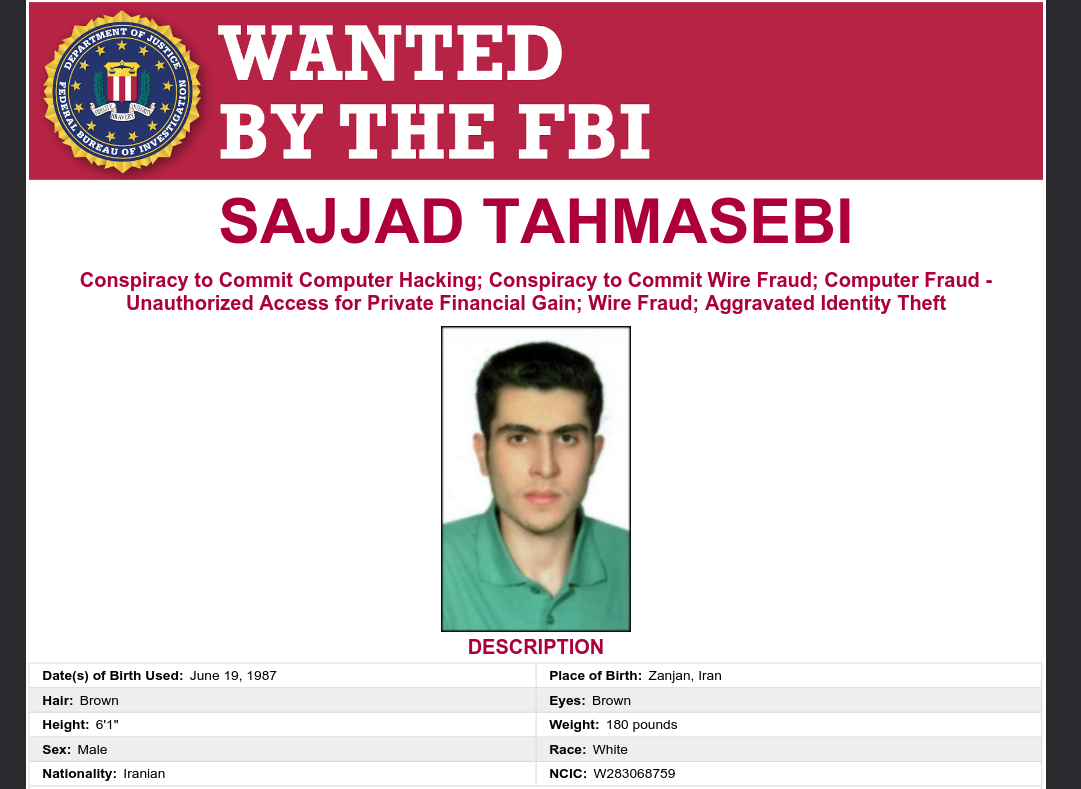 DEPARTMENT OF JUSTICE
FEDERAL BUREAU OF INVESTIGATION
WANTED
BY THE FBI
SAJJAD TAHMASEBI
Conspiracy to Commit Computer Hacking; Conspiracy to Commit Wire Fraud; Computer Fraud -
Unauthorized Access for Private Financial Gain; Wire Fraud; Aggravated Identity Theft
DESCRIPTION
Date(s) of Birth Used: June 19, 1987 Place of Birth: Zanjan, Iran
Hair: Brown Eyes: Brown
Height: 6'1" Weight: 180 pounds
Sex: Male Race: White
Nationality: Iranian NCIC: W283068759